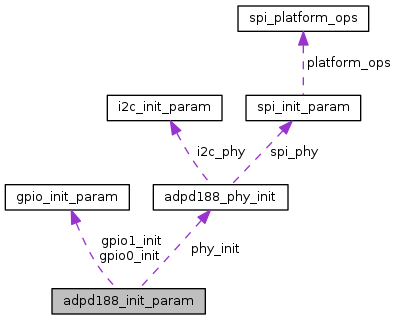 spi_platform_ops
platform_ops
i2c_init_param
spi_init_param
i2c_phy
spi_phy
gpio_init_param
adpd188_phy_init
gpio1_init
gpio0_init
phy_init
adpd188_init_param